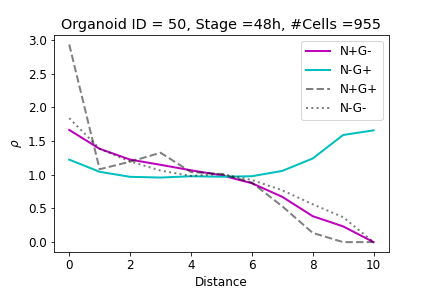 Organoid ID = 50, Stage =48h, #Cells =955
3.0
2.5
2.0
1.5
1.0
0.5
0.0
ρ
N+G-
N-G+
N+G+
N-G-
0 2 4 6 8 10
Distance